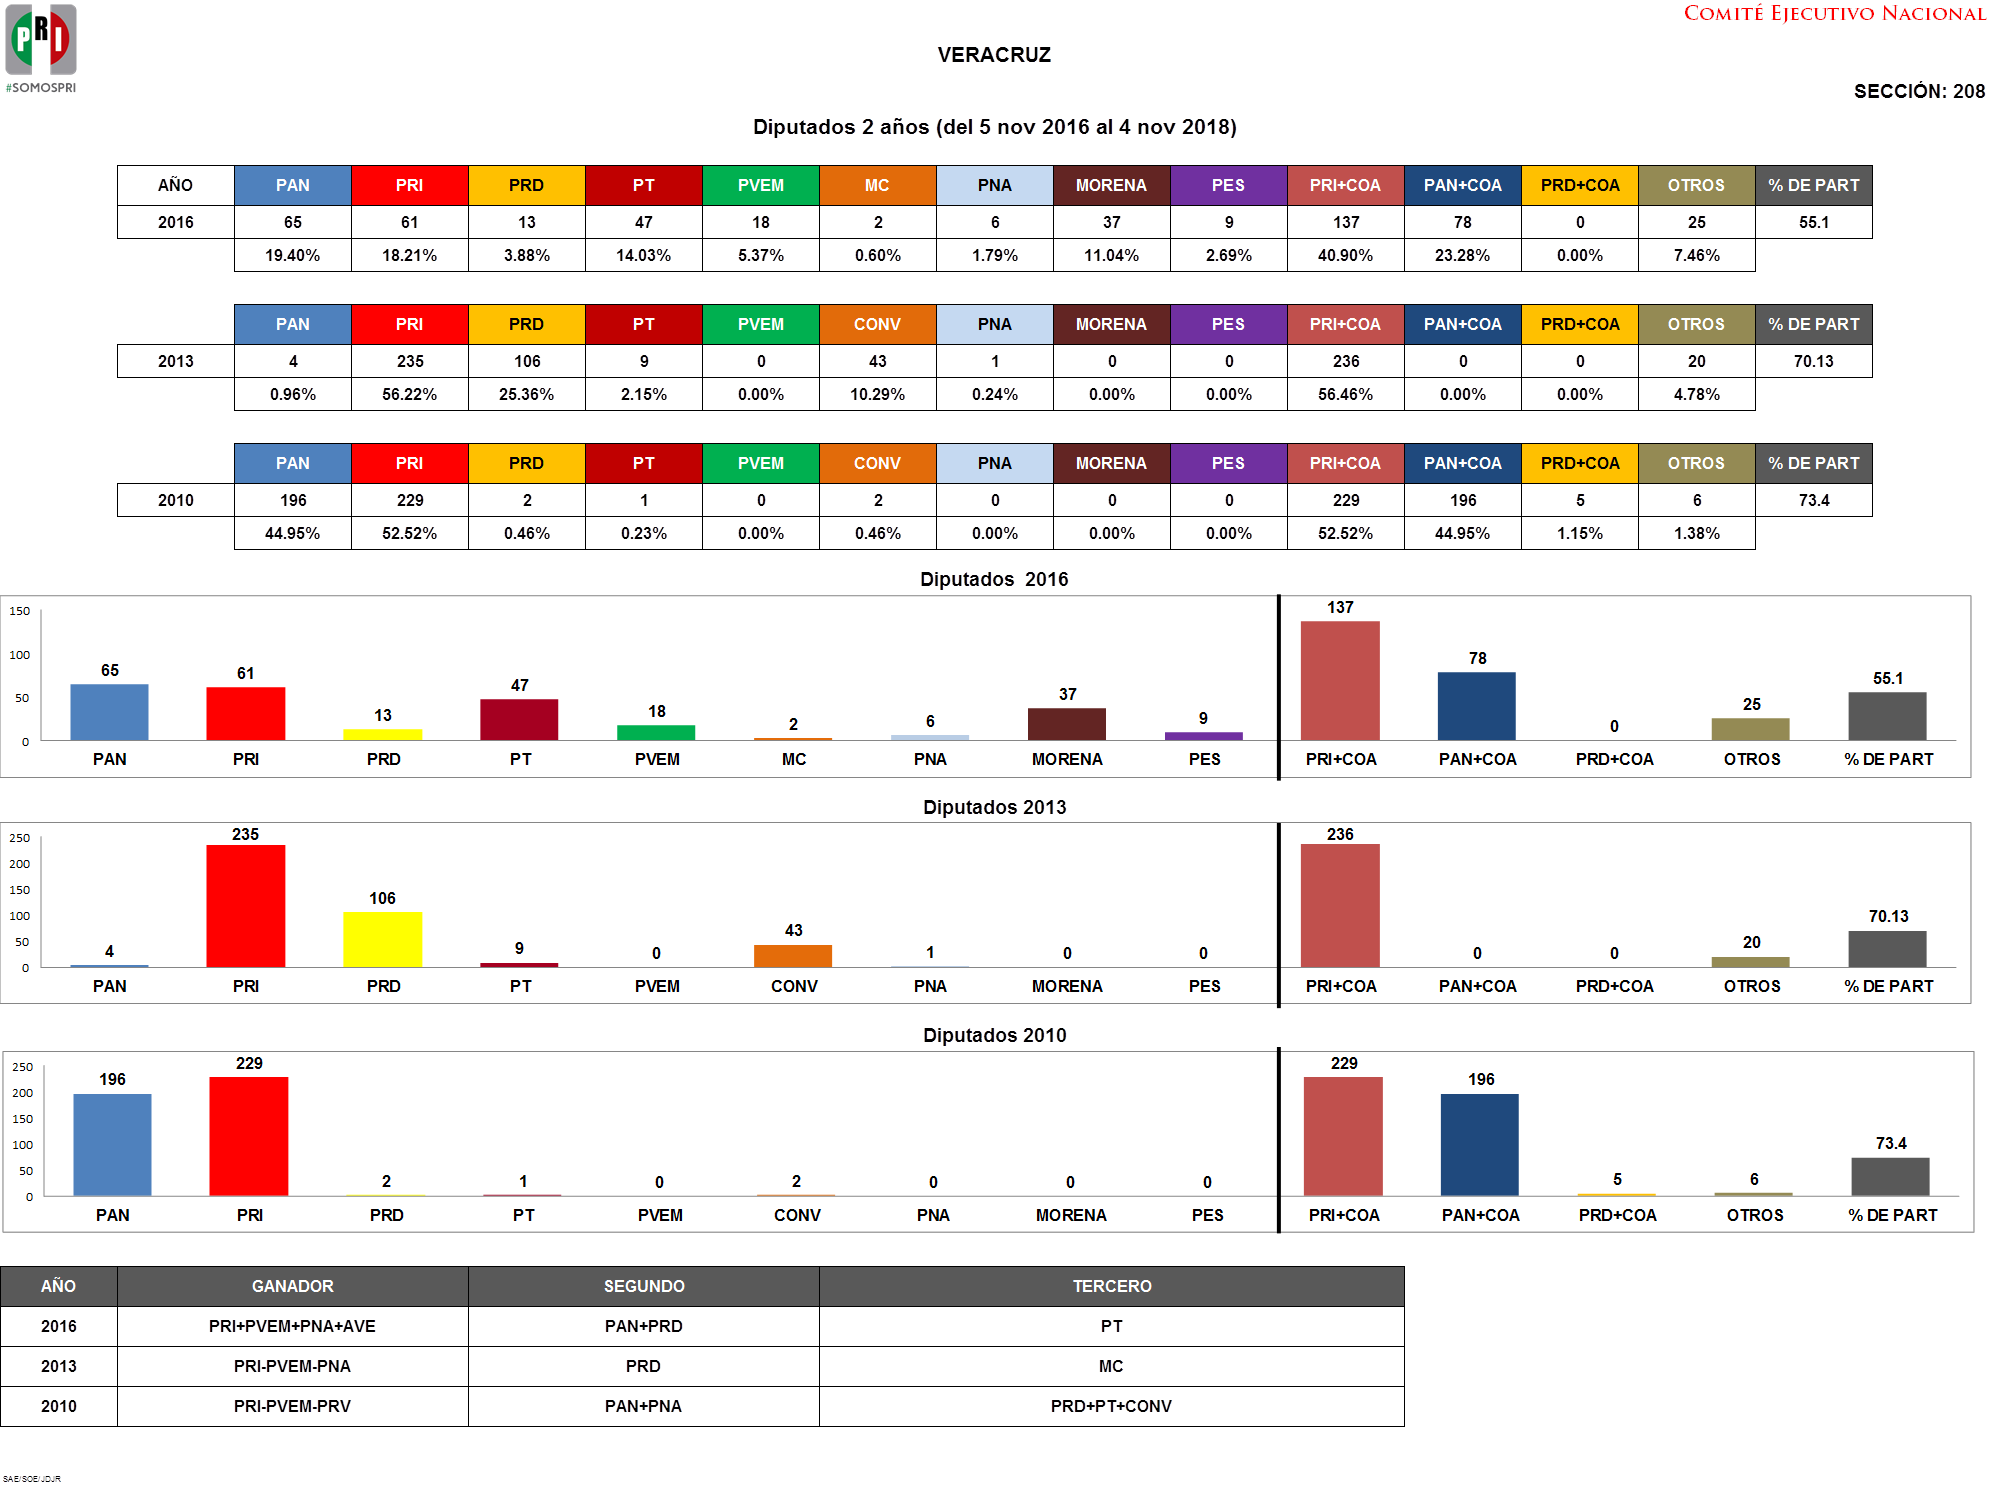 PRI
#SOMOSPRI
COMITÉ EJECUTIVO NACIONAL
VERACRUZ
SECCIÓN: 208
Diputados 2 años (del 5 nov 2016 al 4 nov 2018)
AÑO PAN PRI PRD PT PVEM MC PNA MORENA PES PRI+COA PAN+COA PRD+COA OTROS % DE PART
2016 65 61 13 47 18 2 6 37 9 137 78 0 25 55.1
19.40% 18.21% 3.88% 14.03% 5.37% 0.60% 1.79% 11.04% 2.69% 40.90% 23.28% 0.00% 7.46%
PAN PRI PRD PT PVEM CONV PNA MORENA PES PRI+COA PAN+COA PRD+COA OTROS % DE PART
2013 4 235 106 9 0 43 1 0 0 236 0 0 20 70.13
0.96% 56.22% 25.36% 2.15% 0.00% 10.29% 0.24% 0.00% 0.00% 56.46% 0.00% 0.00% 4.78%
PAN PRI PRD PT PVEM CONV PNA MORENA PES PRI+COA PAN+COA PRD+COA OTROS % DE PART
2010 196 229 2 1 0 2 0 0 0 229 196 5 6 73.4
44.95% 52.52% 0.46% 0.23% 0.00% 0.46% 0.00% 0.00% 0.00% 52.52% 44.95% 1.15% 1.38%
Diputados 2016
150
100
50
0
65 61 13 47 18 2 6 37 9 137 78 0 25 55.1
PAN PRI PRD PT PVEM MC PNA MORENA PES PRI+COA PAN+COA PRD+COA OTROS % DE PART
Diputados 2013
250
200
150
100
50
0
4 235 106 9 0 43 1 0 0 236 0 0 20 70.13
PAN PRI PRD PT PVEM CONV PNA MORENA PES PRI+COA PAN+COA PRD+COA OTROS % DE PART
Diputados 2010
250
200
150
100
50
0
196 229 2 1 0 2 0 0 0 229 196 5 6 73.4
PAN PRI PRD PT PVEM CONV PNA MORENA PES PRI+COA PAN+COA PRD+COA OTROS % DE PART
AÑO GANADOR SEGUNDO TERCERO
2016 PRI+PVEM+PNA+AVE PAN+PRD PT
2013 PRI-PVEM-PNA PRD MC
2010 PRI-PVEM-PRV PAN+PNA PRD+PT+CONV
SAE/SOE/JDJR